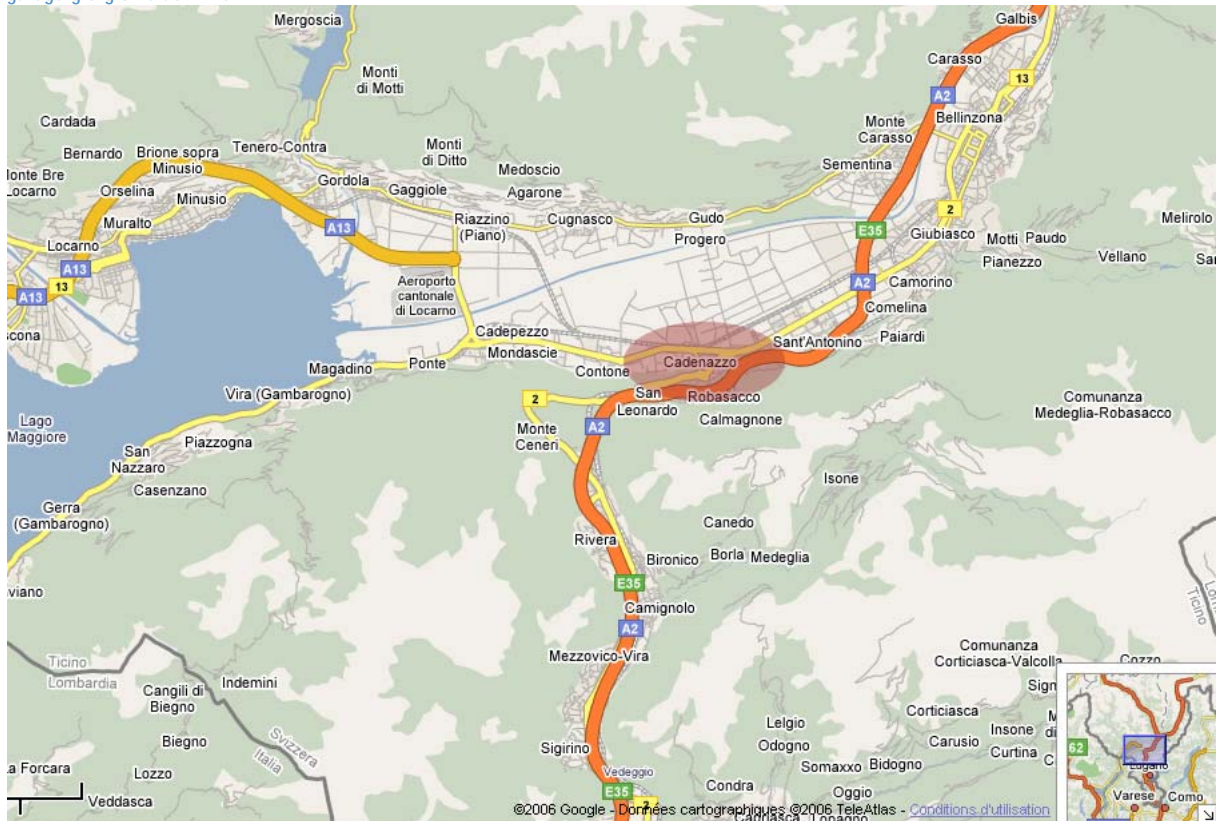 Mergoscia
Galbis
Monti
di Motti
Carasso
13
A2
Cardada
Monte
Carasso
Bellinzona
Bernardo
Brione sopra
Minusio
Tenero-Contra
Monti
di Ditto
Medoscio
Sementina
Monte Bre
Locarno
Orselina
Minusio
Gordola
Gaggiole
Agarone
Muralto
A13
Riazzino
(Piano)
Cugnasco
Gudo
2
Melirolo
Locarno
Progero
E35
Giubiasco
Motti
Paudo
Pianezzo
Vellano
A13
13
A13
Aeroporto
cantonale
di Locarno
A2
Camorino
Comelina
Cadepezzo
Sant'Antonino
Paiardi
Mondascie
Ponte
Cadenazzo
Magadino
Contone
Vira (Gambarogno)
2
San
Leonardo
Robasacco
Calmagnone
Comunanza
Medeglia-Robasacco
Lago
Maggiore
Monte
Ceneri
A2
Piazzogna
San
Nazzaro
Casenzano
Isone
Gerra
(Gambarogno)
Canedo
Rivera
Bironico
Borla
Medeglia
E35
Camignolo
A2
Mezzovico-Vira
Ticino
Lombardia
Ticino
Comunanza
Corticiasca-Valcolla
Cozzo
Cangili di
Biegno
Indemini
Svizzera
Italia
Corticiasca
Lelgio
Insone
Biegno
Odogno
Carusio
Curtina
62
Lugano
Sigirino
Somaxxo
Bidogno
La Forcara
Lozzo
Vedeggio
Condra
Oggio
Varese
Como
Veddasca
E35
2
©2006 Google - Données cartographiques ©2006 TeleAtlas - Conditions d'utilisation